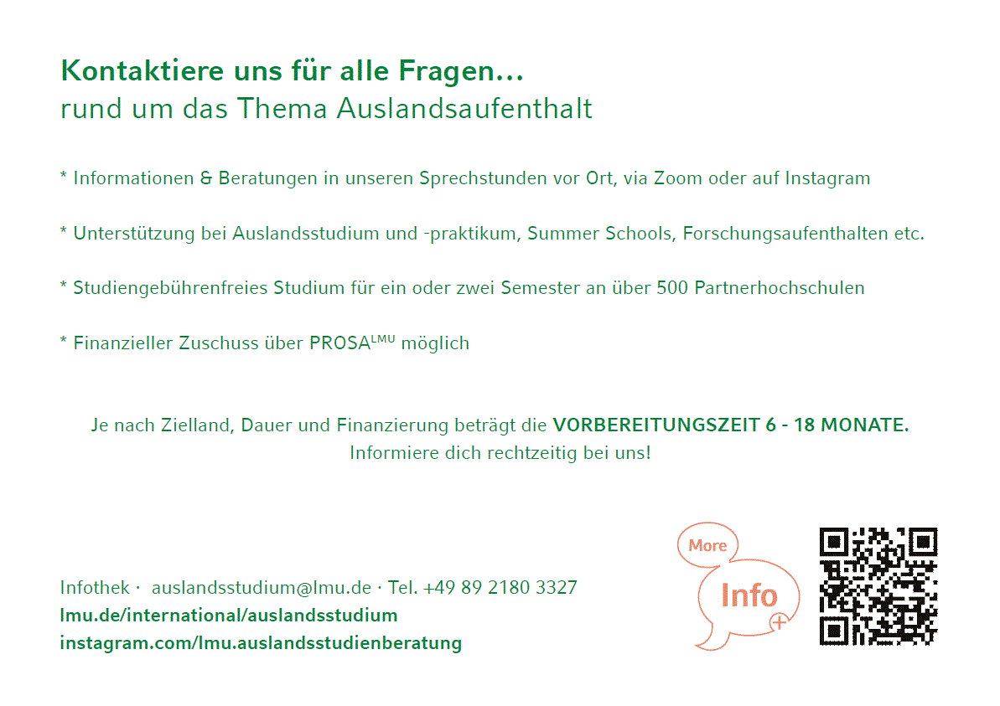 Kontaktiere uns für alle Fragen...
rund um das Thema Auslandsaufenthalt
* Informationen & Beratungen in unseren Sprechstunden vor Ort, via Zoom oder auf Instagram
* Unterstützung bei Auslandsstudium und -praktikum, Summer Schools, Forschungsaufenthalten etc.
* Studiengebührenfreies Studium für ein oder zwei Semester an über 500 Partnerhochschulen
* Finanzieller Zuschuss über PROSALMU möglich
Je nach Zielland, Dauer und Finanzierung beträgt die VORBEREITUNGSZEIT 6 - 18 MONATE.
Informiere dich rechtzeitig bei uns!
Infothek · auslandsstudium@lmu.de · Tel. +49 89 2180 3327
lmu.de/international/auslandsstudium
instagram.com/lmu.auslandsstudienberatung
More
Info
+